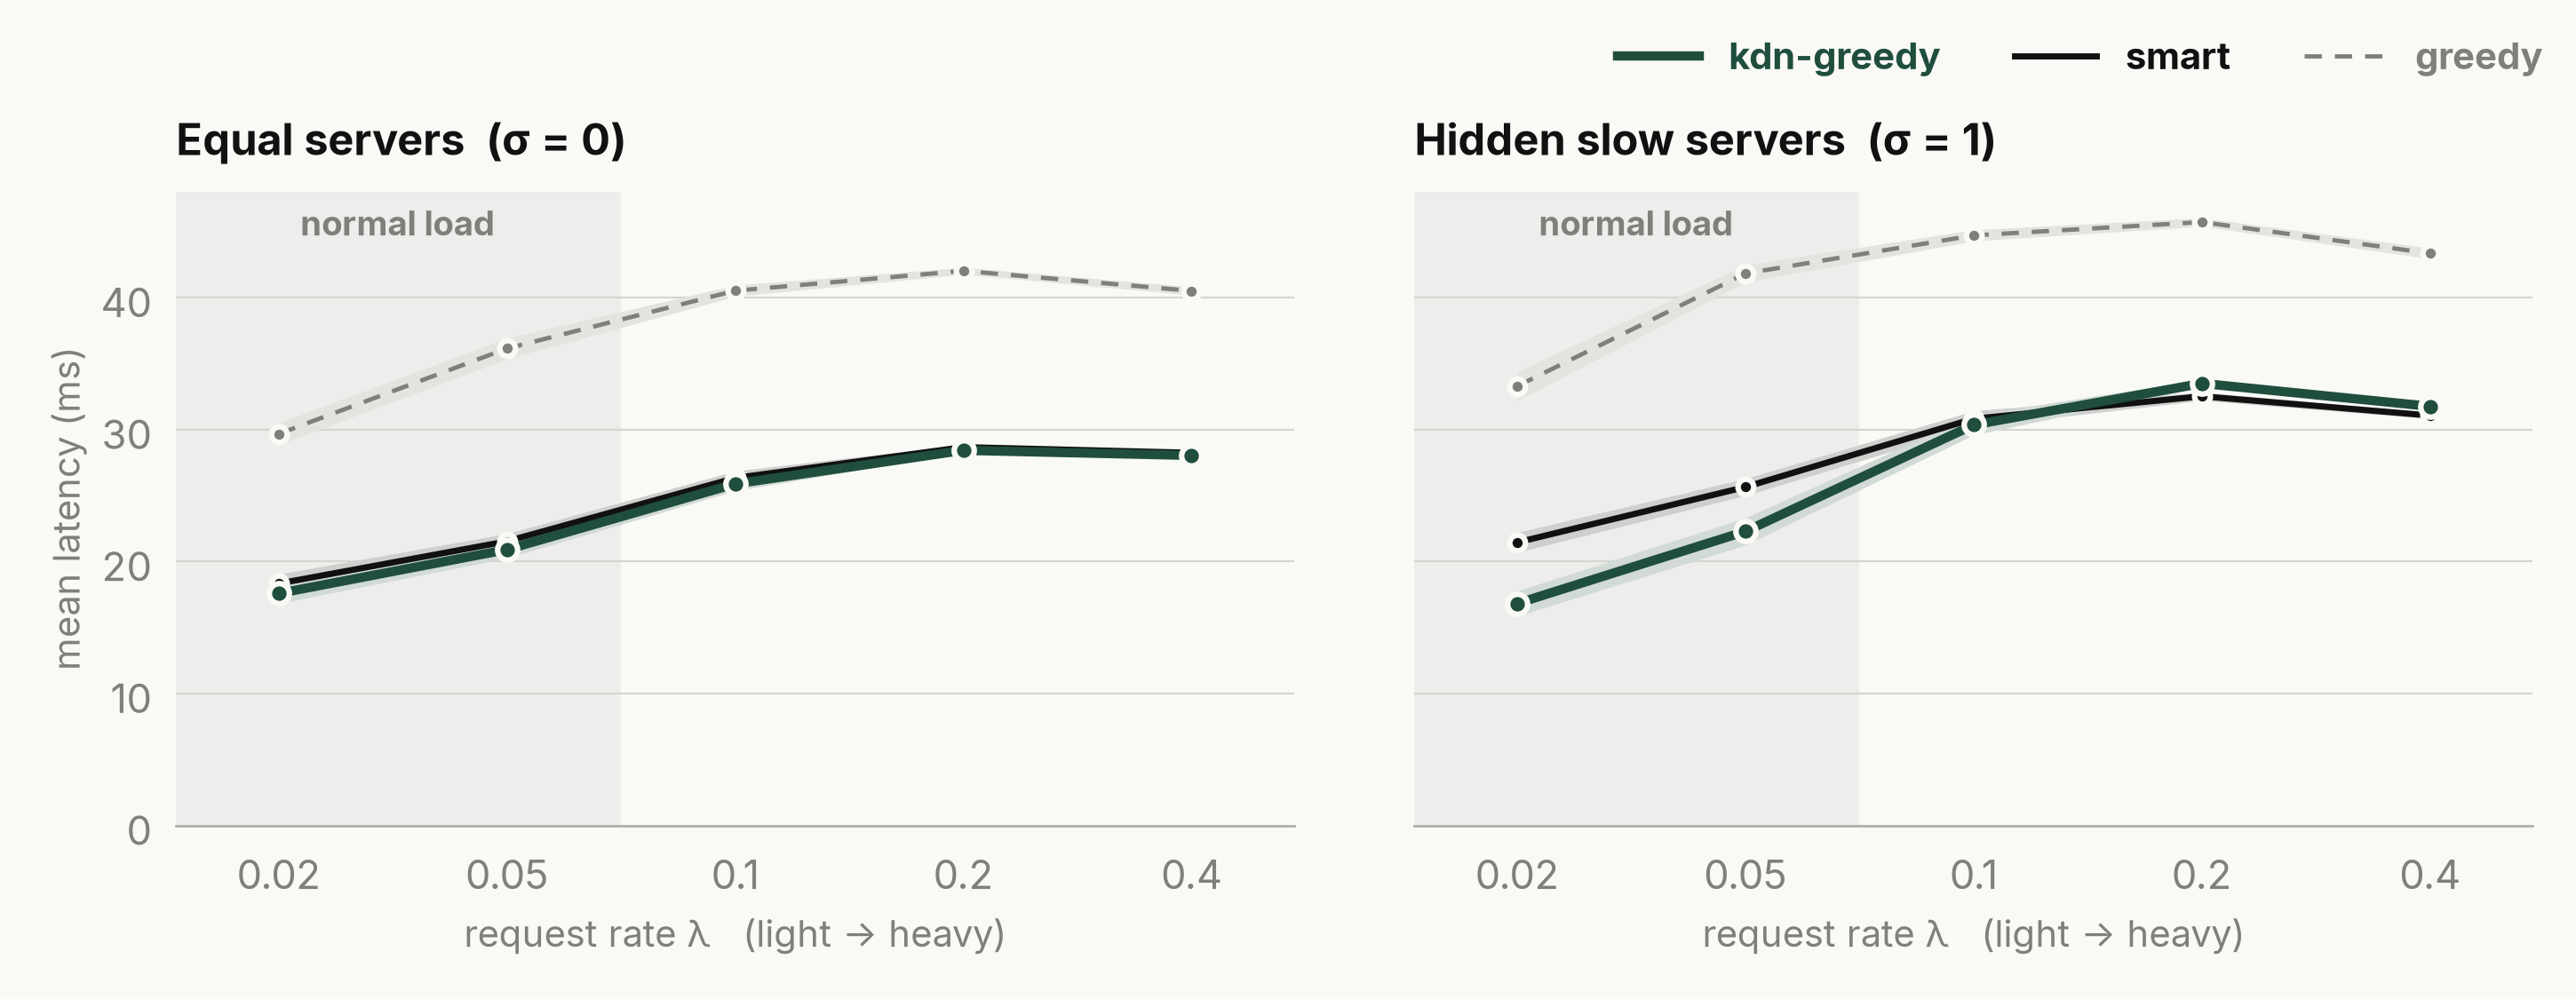 kdn-greedy smart greedy
Equal servers (σ = 0)
normal load
mean latency (ms)
40
30
20
10
0
0.02 0.05 0.1 0.2 0.4
request rate λ (light → heavy)
Hidden slow servers (σ = 1)
normal load
0.02 0.05 0.1 0.2 0.4
request rate λ (light → heavy)